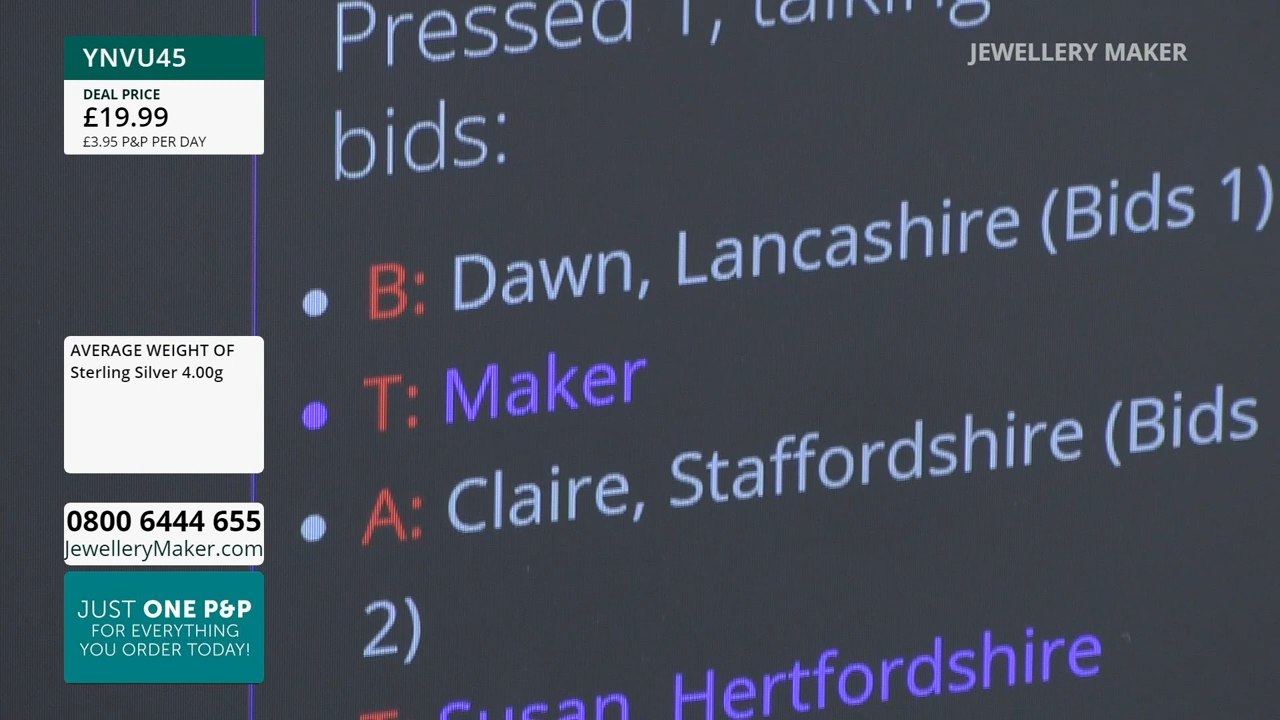 YNVU45
DEAL PRICE
£19.99
£3.95 P&P PER DAY
JEWELLERY MAKER
Pressed 1, talking
bids:
B: Dawn, Lancashire (Bids 1)
T: Maker
A: Claire, Staffordshire (Bids
2)
Susan, Hertfordshire
AVERAGE WEIGHT OF
Sterling Silver 4.00g
0800 6444 655
JewelleryMaker.com
JUST ONE P&P
FOR EVERYTHING
YOU ORDER TODAY!